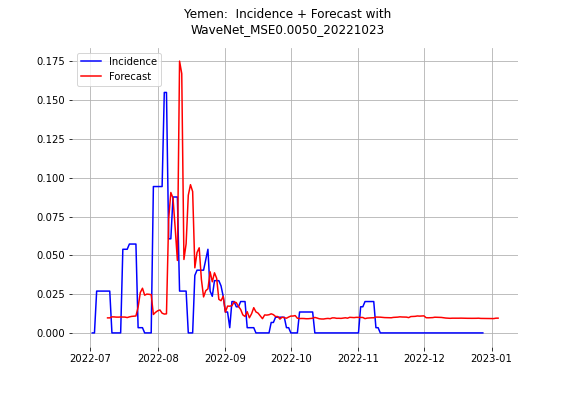 Yemen:  Incidence + Forecast with
WaveNet_MSE0.0050_20221023
Incidence
Forecast
0.175
0.150
0.125
0.100
0.075
0.050
0.025
0.000
2022-07 2022-08 2022-09 2022-10 2022-11 2022-12 2023-01